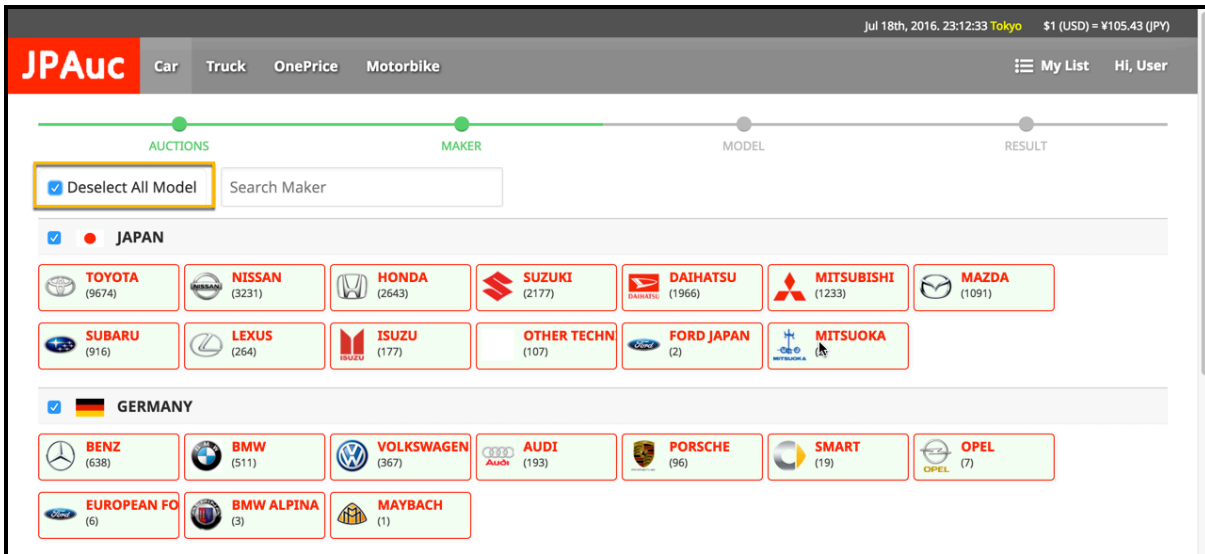 Jul 18th, 2016. 23:12:33 Tokyo $1 (USD) = ¥105.43 (JPY)
JPAuc Car Truck OnePrice Motorbike My List Hi, User
AUCTIONS MAKER MODEL RESULT
Deselect All Model Search Maker
JAPAN
TOYOTA NISSAN HONDA SUZUKI DAIHATSU MITSUBISHI MAZDA
(9674) (3231) (2643) (2177) (1966) (1233) (1091)
SUBARU LEXUS ISUZU OTHER TECHN FORD JAPAN MITSUOKA
(916) (264) (177) (107) (2)
GERMANY
BENZ BMW VOLKSWAGEN AUDI PORSCHE SMART OPEL
(638) (511) (367) (193) (96) (19) (7)
EUROPEAN FO BMW ALPINA MAYBACH
(6) (3) (1)